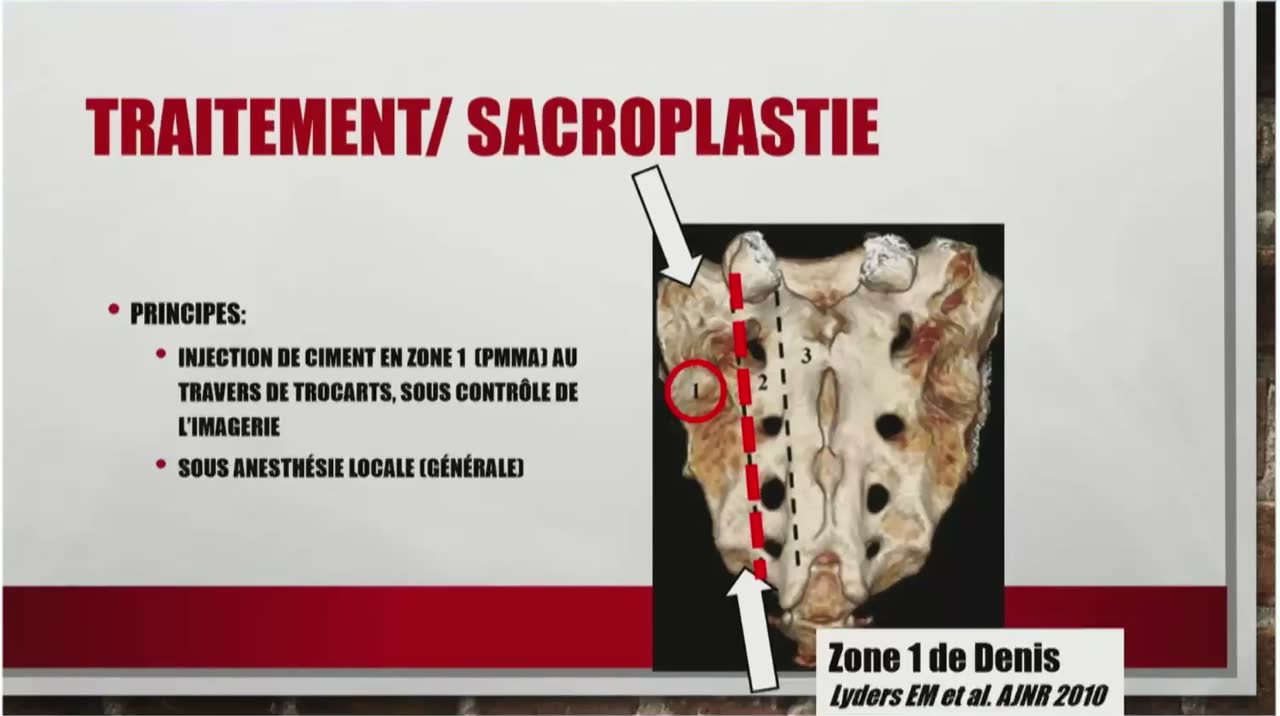 TRAITEMENT/ SACROPLASTIE
• PRINCIPES:
• INJECTION DE CIMENT EN ZONE 1 (PMMA) AU
TRAVERS DE TROCARTS, SOUS CONTRÔLE DE
L'IMAGERIE
• SOUS ANESTHÉSIE LOCALE (GÉNÉRALE)
3
2
1
Zone 1 de Denis
Lyders EM et al. AJNR 2010